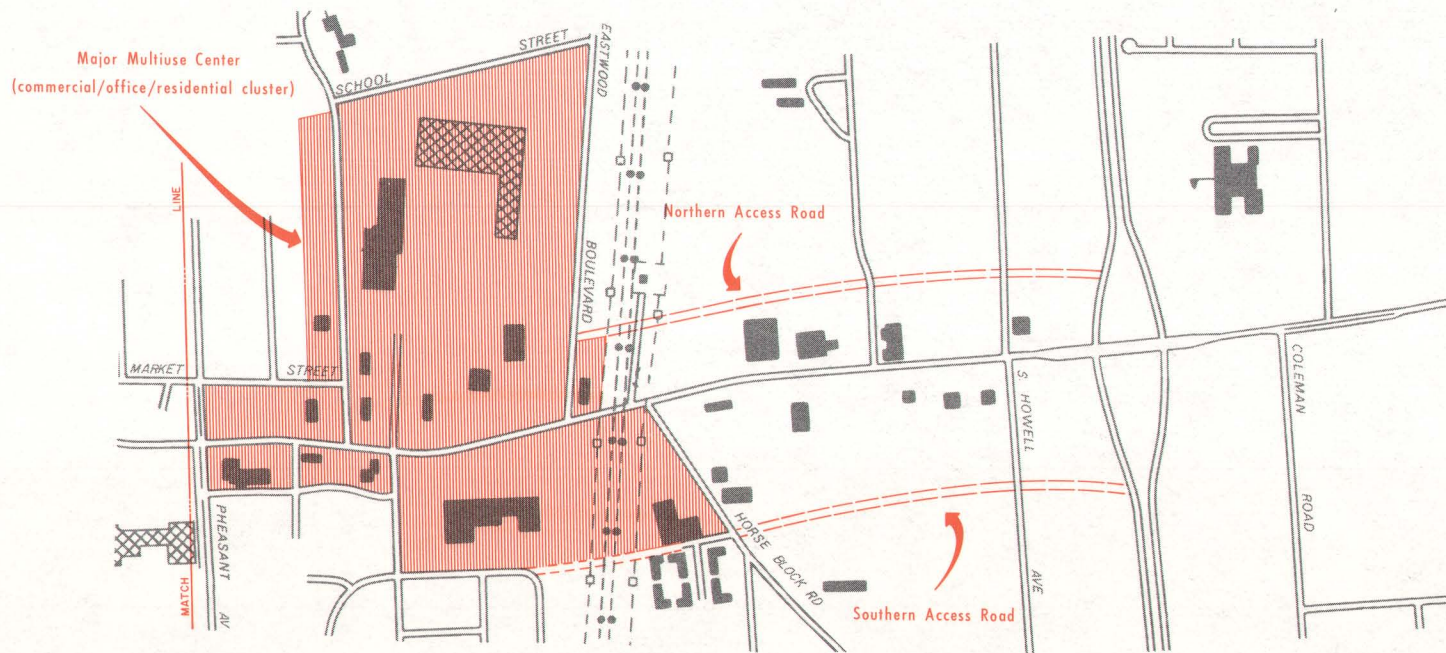 Major Multiuse Center
(commercial/office/residential cluster)
SCHOOL STREET
EASTWOOD BOULEVARD
LINE
Northern Access Road
MARKET STREET
S HOWELL AVE
COLEMAN ROAD
PHEASANT AV
MATCH
HORSE BLOCK RD
Southern Access Road